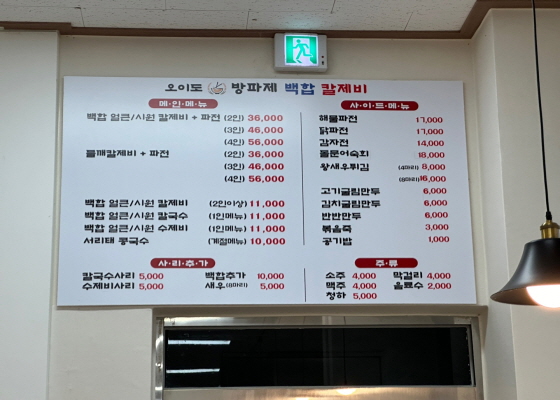 오이도 방파제 백합 칼제비
메·인·메·뉴
백합 얼큰/시원 칼제비 + 파전 (2인) 36,000
(3인) 46,000
(4인) 56,000
들깨칼제비 + 파전 (2인) 36,000
(3인) 46,000
(4인) 56,000
백합 얼큰/시원 칼제비 (2인이상) 11,000
백합 얼큰/시원 칼국수 (1인메뉴) 11,000
백합 얼큰/시원 수제비 (1인메뉴) 11,000
서리태 콩국수 (계절메뉴) 10,000
사·이·드·메·뉴
해물파전 17,000
닭파전 17,000
감자전 14,000
돌문어숙회 18,000
왕새우튀김 (4마리) 8,000
(8마리) 16,000
고기굴림만두 6,000
김치굴림만두 6,000
반반만두 6,000
볶음죽 3,000
공기밥 1,000
사·리·추·가
칼국수사리 5,000 백합추가 10,000
수제비사리 5,000 새우(8마리) 5,000
주·류
소주 4,000 막걸리 4,000
맥주 4,000 음료수 2,000
청하 5,000